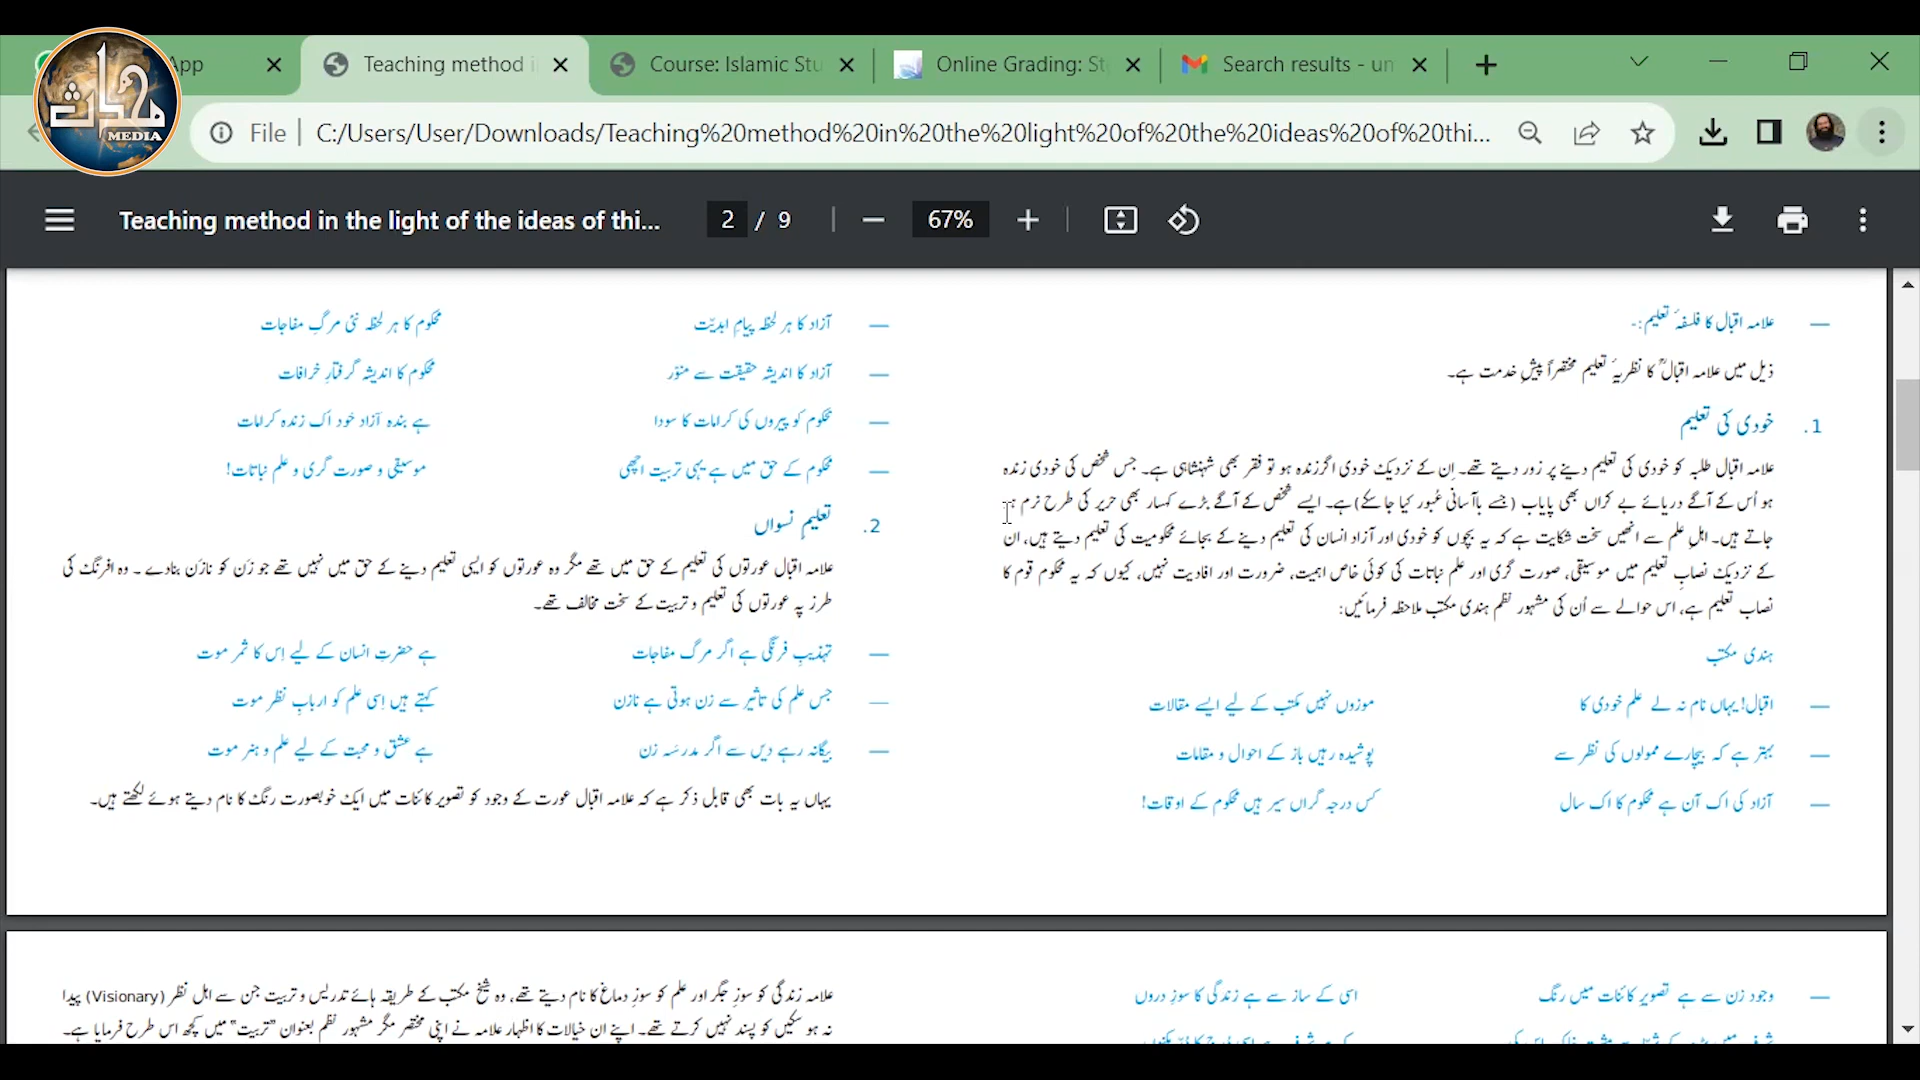 ھدہد
MEDIA
App
Teaching method i
Course: Islamic Stu
Online Grading: St
Search results - un
File
C:/Users/User/Downloads/Teaching%20method%20in%20the%20light%20of%20the%20ideas%20of%20thi...
Teaching method in the light of the ideas of thi...
2 / 9
67%
علامہ اقبال کا فلسفہٴ تعلیم:-
ذیل میں علامہ اقبالؒ کا نظریہٴ تعلیم مختصراً پیشِ خدمت ہے۔
1. خودی کی تعلیم
علامہ اقبال طلبہ کو خودی کی تعلیم دینے پر زور دیتے تھے۔ اِن کے نزدیک خودی اگر زندہ ہو تو فقر بھی شہنشاہی ہے۔ جس شخص کی خودی زندہ
ہو اُس کے آگے دریائے بے کراں بھی پایاب (جسے باآسانی عُبور کیا جاسکے) ہے۔ ایسے شخص کے آگے بڑے کہسار بھی حریر کی طرح نرم
جاتے ہیں۔ اہلِ علم سے انھیں سخت شکایت ہے کہ یہ بچوں کو خودی اور آزاد انسان کی تعلیم دینے کے بجائے محکومیت کی تعلیم دیتے ہیں، ان
کے نزدیک نصابِ تعلیم میں موسیقی، صورت گری اور علم نباتات کی کوئی خاص اہمیت، ضرورت اور افادیت نہیں، کیوں کہ یہ محکوم قوم کا
نصاب تعلیم ہے، اس حوالے سے اُن کی مشہور نظم ہندی مکتب ملاحظہ فرمائیں:
ہندی مکتب
— اقبال! یہاں نام نہ لے علم خودی کا موزوں نہیں مکتب کے لیے ایسے مقالات
— بہتر ہے کہ بیچارے ممولوں کی نظر سے پوشیدہ رہیں باز کے احوال و مقامات
— آزاد کی اک آن ہے محکوم کا اک سال کس درجہ گراں سیر ہیں محکوم کے اوقات!
— آزاد کا ہر لحظہ پیامِ ابدیّت محکوم کا ہر لحظہ نئی مرگِ مفاجات
— آزاد کا اندیشہ حقیقت سے منوّر محکوم کا اندیشہ گرفتارِ خرافات
— محکوم کو پیروں کی کرامات کا سودا ہے بندہ آزاد خود اک زندہ کرامات
— محکوم کے حق میں ہے یہی تربیت اچھی موسیقی و صورت گری و علم نباتات!
2. تعلیمِ نسواں
علامہ اقبال عورتوں کی تعلیم کے حق میں تھے مگر وہ عورتوں کو ایسی تعلیم دینے کے حق میں نہیں تھے جو زَن کو نازن بنادے۔ وہ افرنگ کی
طرز پہ عورتوں کی تعلیم و تربیت کے سخت مخالف تھے۔
— تہذیبِ فرنگی ہے اگر مرگ مفاجات ہے حضرتِ انسان کے لیے اِس کا ثمر موت
— جس علم کی تاثیر سے زن ہوتی ہے نازن کہتے ہیں اِسی علم کو اربابِ نظر موت
— بیگانہ رہے دیں سے اگر مدرسَہ زن ہے عشق و محبت کے لیے علم و ہنر موت
یہاں یہ بات بھی قابل ذکر ہے کہ علامہ اقبال عورت کے وجود کو تصویر کائنات میں ایک خوبصورت رنگ کا نام دیتے ہوئے لکھتے ہیں۔
— وجود زن سے ہے تصویرِ کائنات میں رنگ اسی کے ساز سے ہے زندگی کا سوزِ دروں
علامہ زندگی کو سوزِ جگر اور علم کو سوزِ دماغ کا نام دیتے تھے، وہ شیخ مکتب کے طریقہ ہائے تدریس و تربیت جن سے اہل نظر (Visionary) پیدا
نہ ہو سکیں کو پسند نہیں کرتے تھے۔ اپنے ان خیالات کا اظہار علامہ نے اپنی مختصر مگر مشہور نظم بعنوان "تربیت" میں کچھ اس طرح فرمایا ہے۔